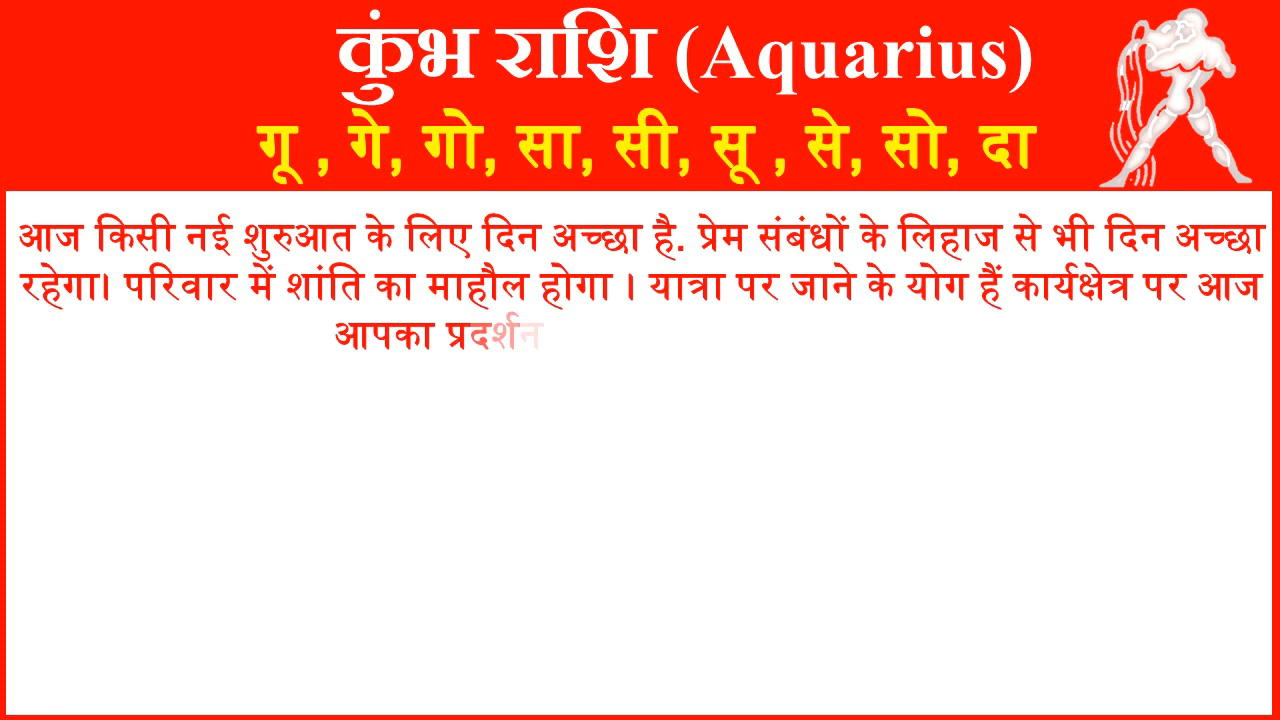 कुंभ राशि (Aquarius)
गू , गे, गो, सा, सी, सू , से, सो, दा
आज किसी नई शुरुआत के लिए दिन अच्छा है. प्रेम संबंधों के लिहाज से भी दिन अच्छा
रहेगा। परिवार में शांति का माहौल होगा । यात्रा पर जाने के योग हैं कार्यक्षेत्र पर आज
आपका प्रदर्शन